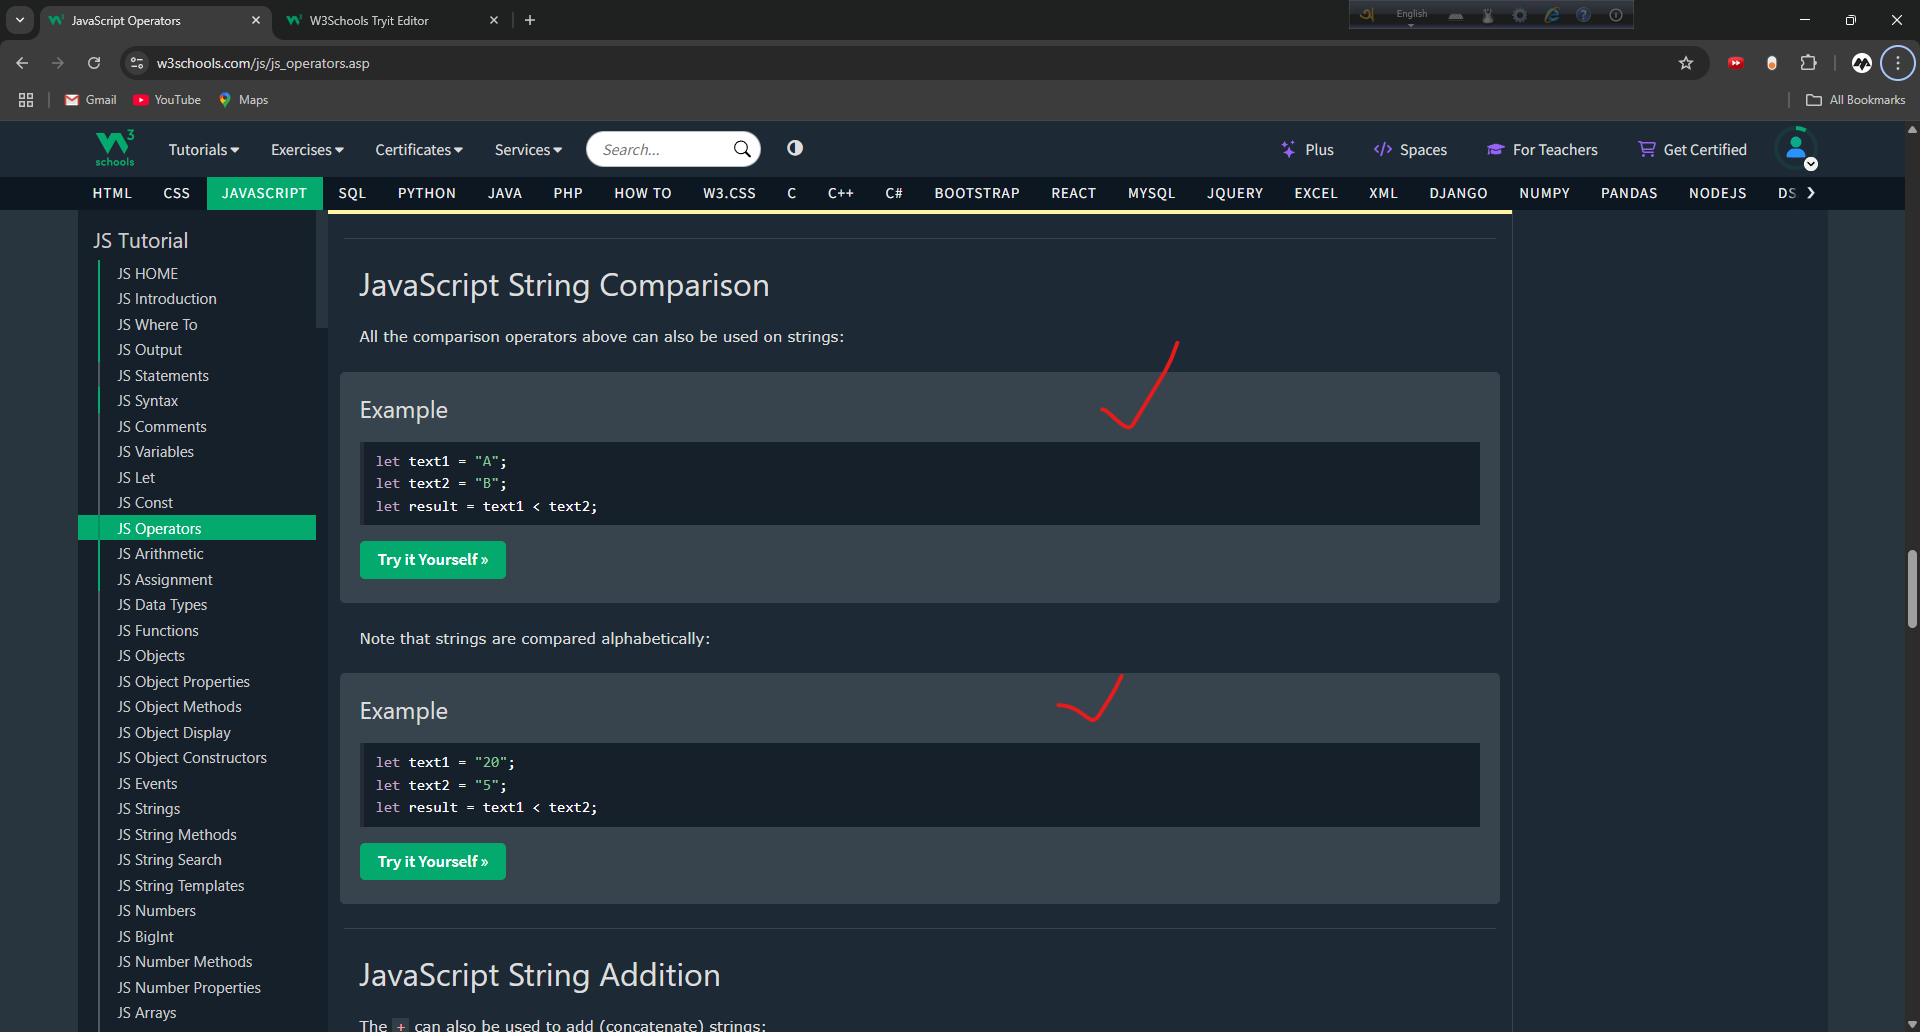 JavaScript Operators
W3Schools Tryit Editor
English
w3schools.com/js/js_operators.asp
Gmail
YouTube
Maps
All Bookmarks
W3
schools
Tutorials
Exercises
Certificates
Services
Search...
Plus
Spaces
For Teachers
Get Certified
HTML CSS JAVASCRIPT SQL PYTHON JAVA PHP HOW TO W3.CSS C C++ C# BOOTSTRAP REACT MYSQL JQUERY EXCEL XML DJANGO NUMPY PANDAS NODEJS DS
JS Tutorial
JS HOME
JS Introduction
JS Where To
JS Output
JS Statements
JS Syntax
JS Comments
JS Variables
JS Let
JS Const
JS Operators
JS Arithmetic
JS Assignment
JS Data Types
JS Functions
JS Objects
JS Object Properties
JS Object Methods
JS Object Display
JS Object Constructors
JS Events
JS Strings
JS String Methods
JS String Search
JS String Templates
JS Numbers
JS BigInt
JS Number Methods
JS Number Properties
JS Arrays
JavaScript String Comparison
All the comparison operators above can also be used on strings:
Example
let text1 = "A";
let text2 = "B";
let result = text1 < text2;
Try it Yourself »
Note that strings are compared alphabetically:
Example
let text1 = "20";
let text2 = "5";
let result = text1 < text2;
Try it Yourself »
JavaScript String Addition
The + can also be used to add (concatenate) strings: